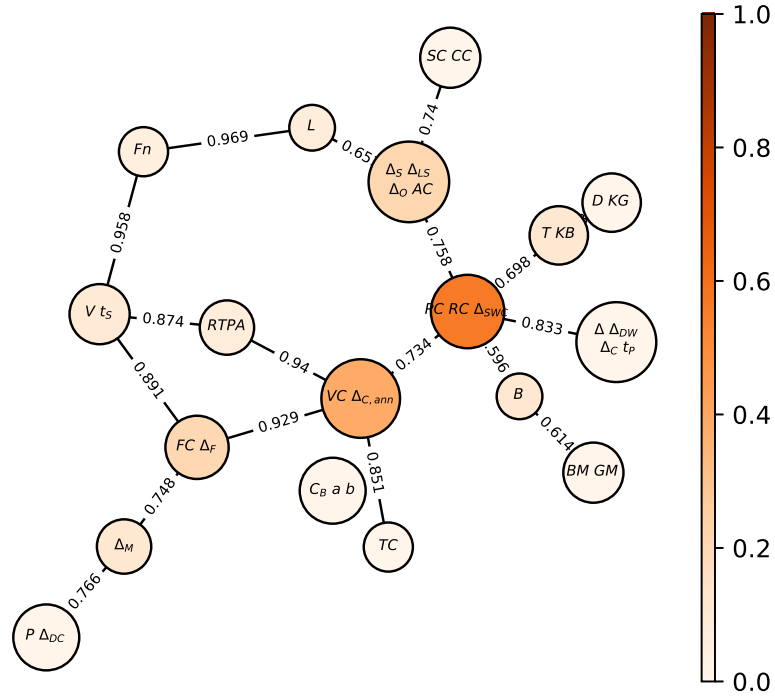 1.0
SC CC
L
Fn
0.969
0.74
0.65
Δ_S Δ_LS
Δ_O AC
0.8
D KG
T KB
0.958
0.758
0.698
0.6
V t_S
0.874
RTPA
PC RC Δ_SWC
0.833
Δ Δ_DW
Δ_C t_P
0.94
0.734
.596
0.891
VC Δ_C,ann
B
0.4
0.929
FC Δ_F
0.614
0.851
BM GM
0.748
C_B a b
Δ_M
TC
0.2
0.766
P Δ_DC
0.0